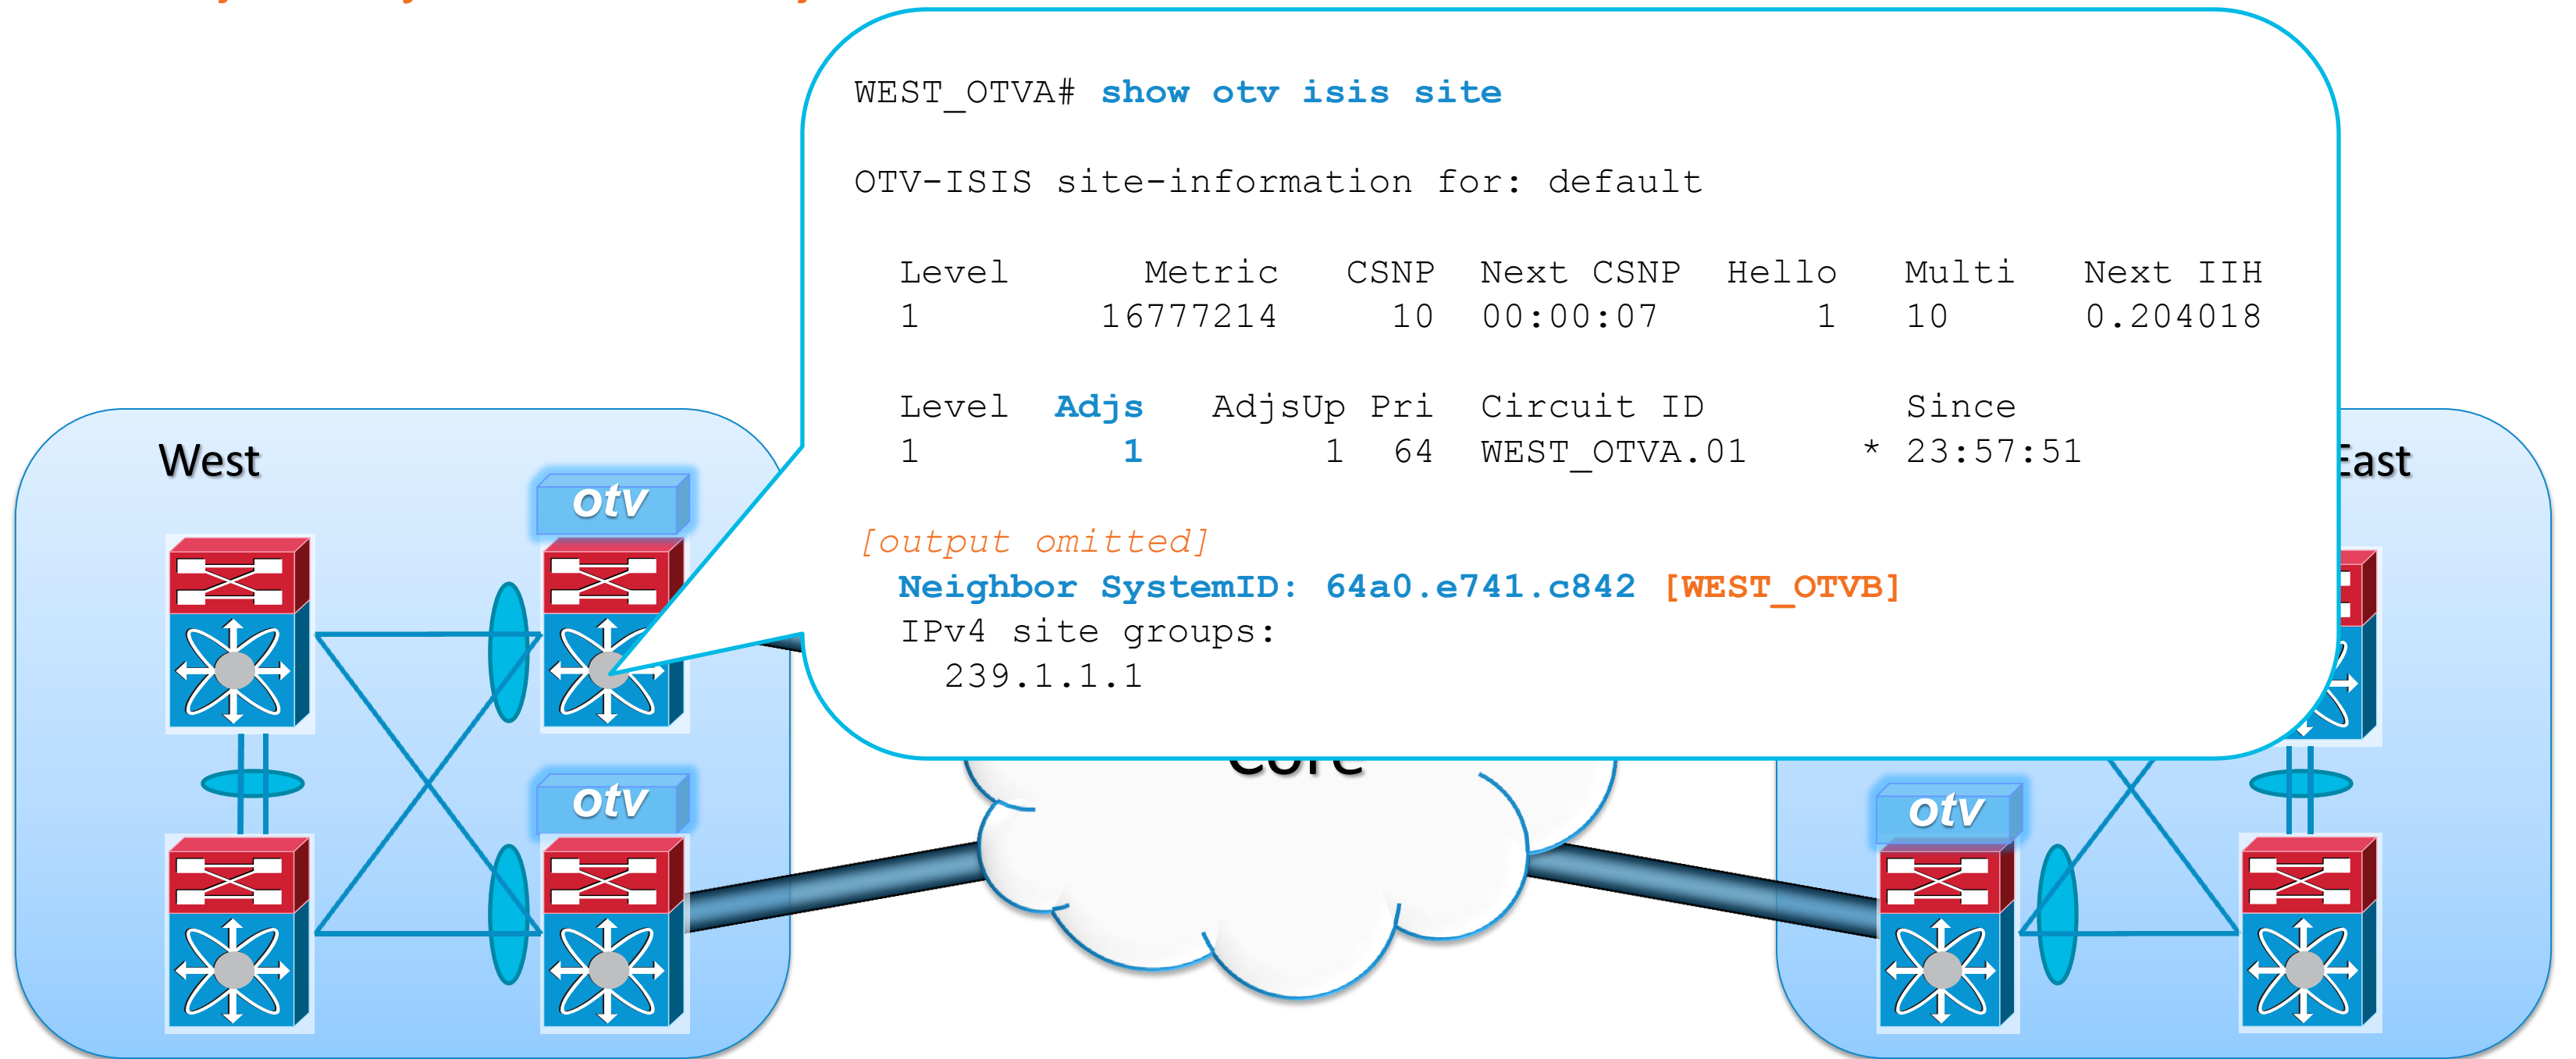 WEST_OTVA# show otv isis site
OTV-ISIS site-information for: default
Level Metric CSNP Next CSNP Hello Multi Next IIH
1 16777214 10 00:00:07 1 10 0.204018
Level Adjs AdjsUp Pri Circuit ID Since
1 1 1 64 WEST_OTVA.01 * 23:57:51
[output omitted]
Neighbor SystemID: 64a0.e741.c842 [WEST_OTVB]
IPv4 site groups:
239.1.1.1
West
East
otv
otv
Core
otv